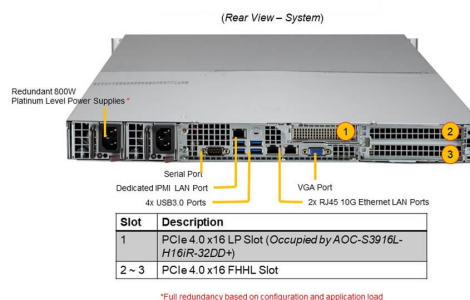 (Rear View – System)
Redundant 800W
Platinum Level Power Supplies *
1
2
3
Serial Port
Dedicated IPMI LAN Port
4x USB3.0 Ports
VGA Port
2x RJ45 10G Ethernet LAN Ports
Slot Description
1 PCIe 4.0 x16 LP Slot (Occupied by AOC-S3916L-
H16iR-32DD+)
2 ~ 3 PCIe 4.0 x16 FHHL Slot
*Full redundancy based on configuration and application load